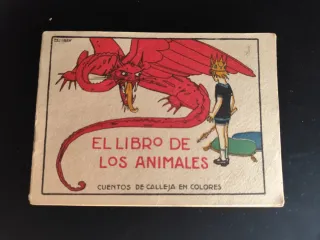 EL LIBRO DE
LOS ANIMALES
CUENTOS DE CALLEJA EN COLORES